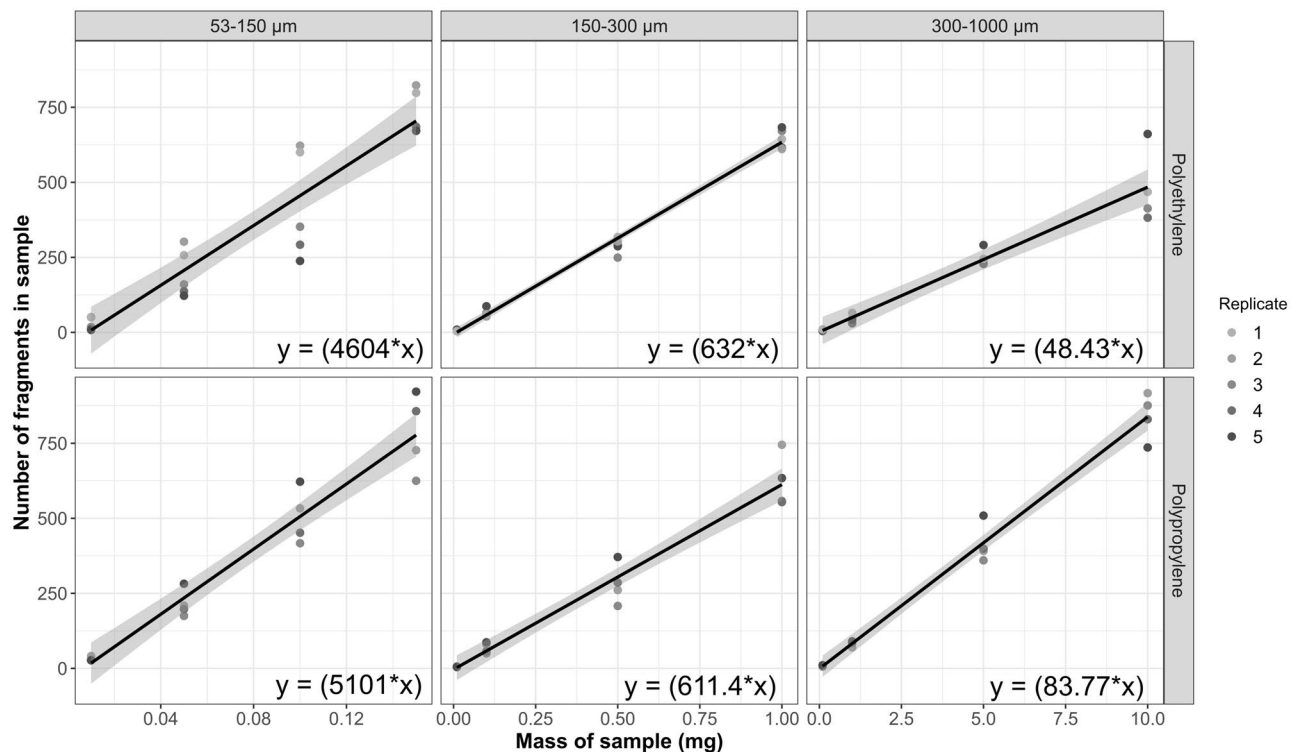 53-150 µm
150-300 µm
300-1000 µm
Number of fragments in sample
750
500
250
0
y = (4604*x)
y = (632*x)
y = (48.43*x)
Polyethylene
750
500
250
0
y = (5101*x)
y = (611.4*x)
y = (83.77*x)
Polypropylene
0.04 0.08 0.12
0.00 0.25 0.50 0.75 1.00
0.0 2.5 5.0 7.5 10.0
Mass of sample (mg)
Replicate
1
2
3
4
5